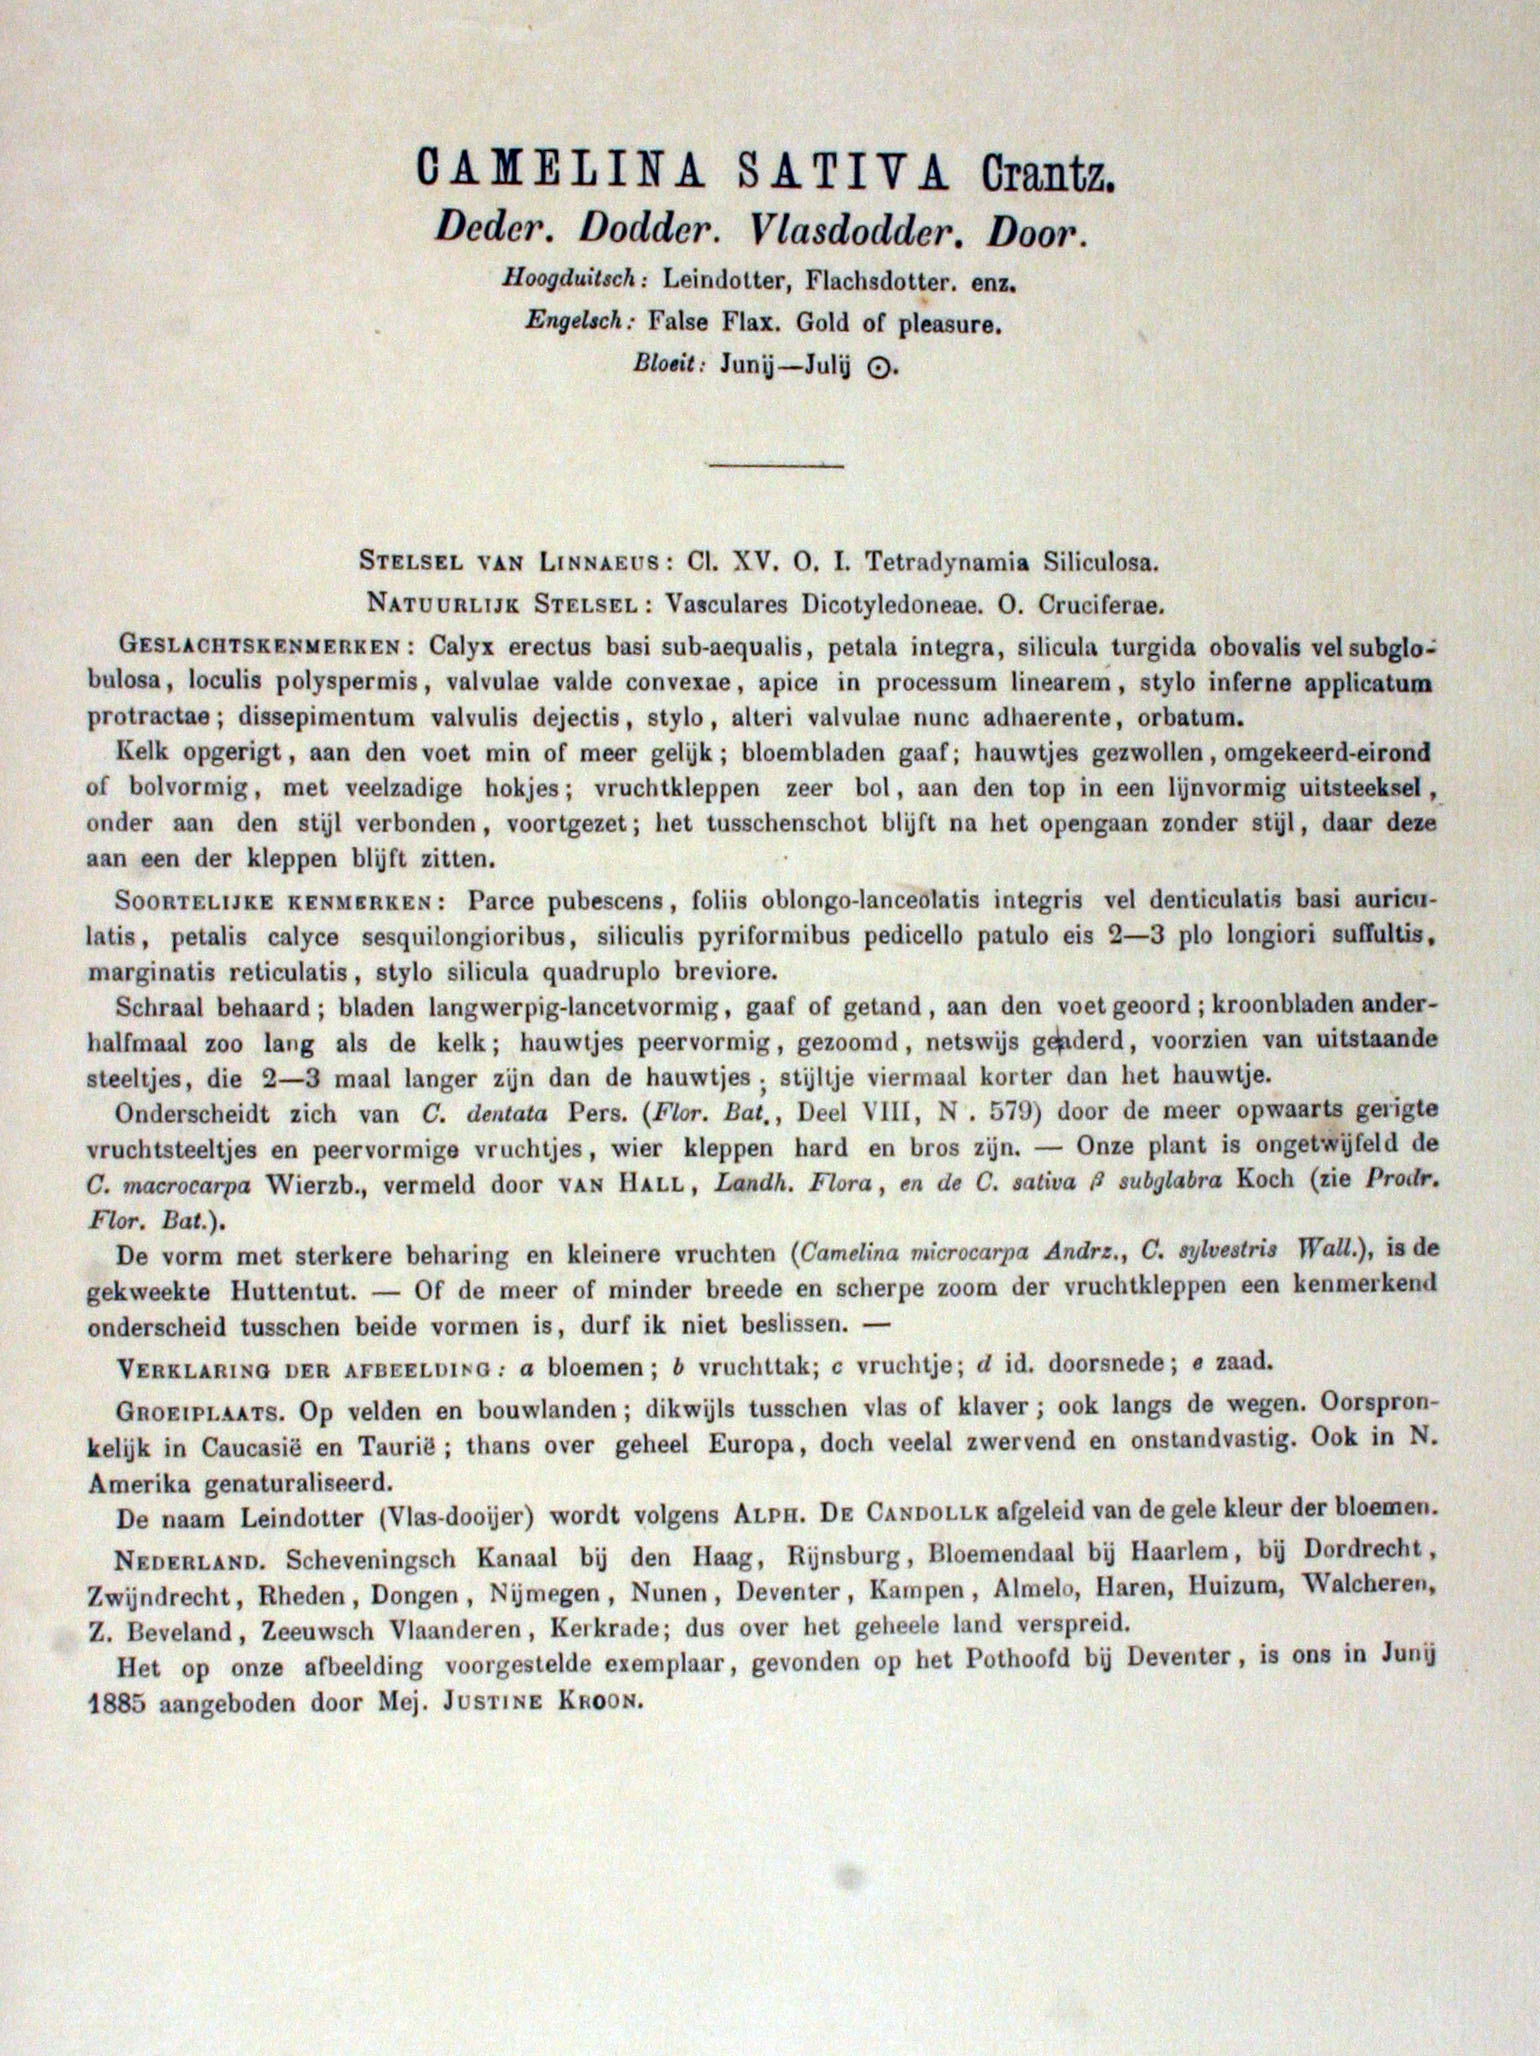 CAMELINA SATIVA Crantz.
Deder. Dodder. Vlasdodder. Door.
Hoogduitsch: Leindotter, Flachsdotter. enz.
Engelsch: False Flax. Gold of pleasure.
Bloeit: Junij—Julij ⊙.
STELSEL VAN LINNAEUS: Cl. XV. O. I. Tetradynamia Siliculosa.
NATUURLIJK STELSEL: Vasculares Dicotyledoneae. O. Cruciferae.
GESLACHTSKENMERKEN: Calyx erectus basi sub-aequalis, petala integra, silicula turgida obovalis vel subglo-
bulosa, loculis polyspermis, valvulae valde convexae, apice in processum linearem, stylo inferne applicatum
protractae; dissepimentum valvulis dejectis, stylo, alteri valvulae nunc adhaerente, orbatum.
Kelk opgerigt, aan den voet min of meer gelijk; bloembladen gaaf; hauwtjes gezwollen, omgekeerd-eirond
of bolvormig, met veelzadige hokjes; vruchtkleppen zeer bol, aan den top in een lijnvormig uitsteeksel,
onder aan den stijl verbonden, voortgezet; het tusschenschot blijft na het opengaan zonder stijl, daar deze
aan een der kleppen blijft zitten.
SOORTELIJKE KENMERKEN: Parce pubescens, foliis oblongo-lanceolatis integris vel denticulatis basi auricu-
latis, petalis calyce sesquilongioribus, siliculis pyriformibus pedicello patulo eis 2—3 plo longiori suffultis,
marginatis reticulatis, stylo silicula quadruplo breviore.
Schraal behaard; bladen langwerpig-lancetvormig, gaaf of getand, aan den voet geoord; kroonbladen ander-
halfmaal zoo lang als de kelk; hauwtjes peervormig, gezoomd, netswijs geaderd, voorzien van uitstaande
steeltjes, die 2—3 maal langer zijn dan de hauwtjes; stijltje viermaal korter dan het hauwtje.
Onderscheidt zich van C. dentata Pers. (Flor. Bat., Deel VIII, N. 579) door de meer opwaarts gerigte
vruchtsteeltjes en peervormige vruchtjes, wier kleppen hard en bros zijn. — Onze plant is ongetwijfeld de
C. macrocarpa Wierzb., vermeld door VAN HALL, Landh. Flora, en de C. sativa β subglabra Koch (zie Prodr.
Flor. Bat.).
De vorm met sterkere beharing en kleinere vruchten (Camelina microcarpa Andrz., C. sylvestris Wall.), is de
gekweekte Huttentut. — Of de meer of minder breede en scherpe zoom der vruchtkleppen een kenmerkend
onderscheid tusschen beide vormen is, durf ik niet beslissen. —
VERKLARING DER AFBEELDING: a bloemen; b vruchttak; c vruchtje; d id. doorsnede; e zaad.
GROEIPLAATS. Op velden en bouwlanden; dikwijls tusschen vlas of klaver; ook langs de wegen. Oorspron-
kelijk in Caucasië en Taurië; thans over geheel Europa, doch veelal zwervend en onstandvastig. Ook in N.
Amerika genaturaliseerd.
De naam Leindotter (Vlas-dooijer) wordt volgens ALPH. DE CANDOLLE afgeleid van de gele kleur der bloemen.
NEDERLAND. Scheveningsch Kanaal bij den Haag, Rijnsburg, Bloemendaal bij Haarlem, bij Dordrecht,
Zwijndrecht, Rheden, Dongen, Nijmegen, Nunen, Deventer, Kampen, Almelo, Haren, Huizum, Walcheren,
Z. Beveland, Zeeuwsch Vlaanderen, Kerkrade; dus over het geheele land verspreid.
Het op onze afbeelding voorgestelde exemplaar, gevonden op het Pothoofd bij Deventer, is ons in Junij
1885 aangeboden door Mej. JUSTINE KROON.